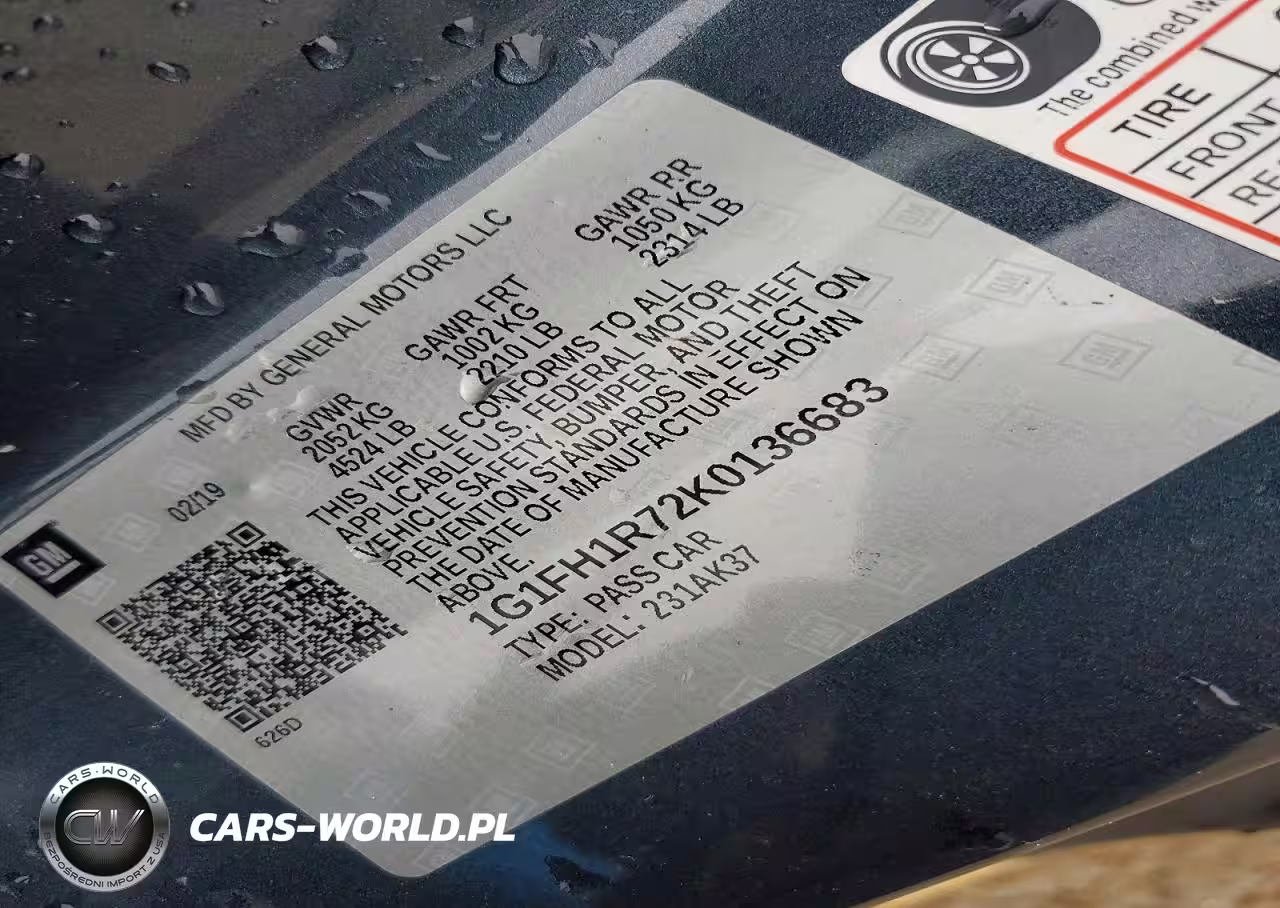 MFD BY GENERAL MOTORS LLC
02/19
GVWR GAWR FRT GAWR RR
2052 KG 1002 KG 1050 KG
4524 LB 2210 LB 2314 LB
THIS VEHICLE CONFORMS TO ALL
APPLICABLE U.S. FEDERAL MOTOR
VEHICLE SAFETY, BUMPER, AND THEFT
PREVENTION STANDARDS IN EFFECT ON
THE DATE OF MANUFACTURE SHOWN
ABOVE.
1G1FH1R72K0136683
TYPE: PASS CAR
MODEL: 231AK37
GM
626D
The combined
TIRE
FRONT
CARS-WORLD
CW
BEZPOŚREDNI IMPORT Z USA
CARS-WORLD.PL